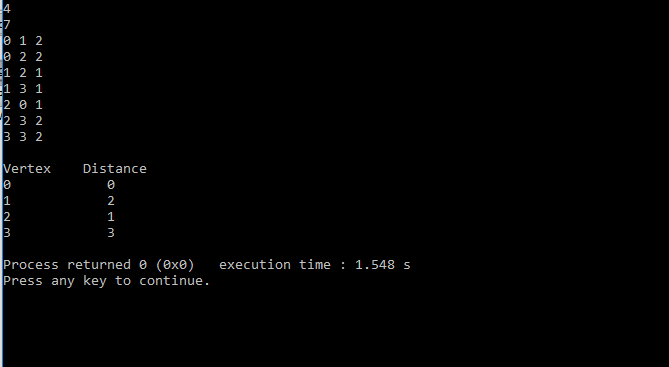 4
7
0 1 2
0 2 2
1 2 1
1 3 1
2 0 1
2 3 2
3 3 2
Vertex Distance
0 0
1 2
2 1
3 3
Process returned 0 (0x0) execution time : 1.548 s
Press any key to continue.